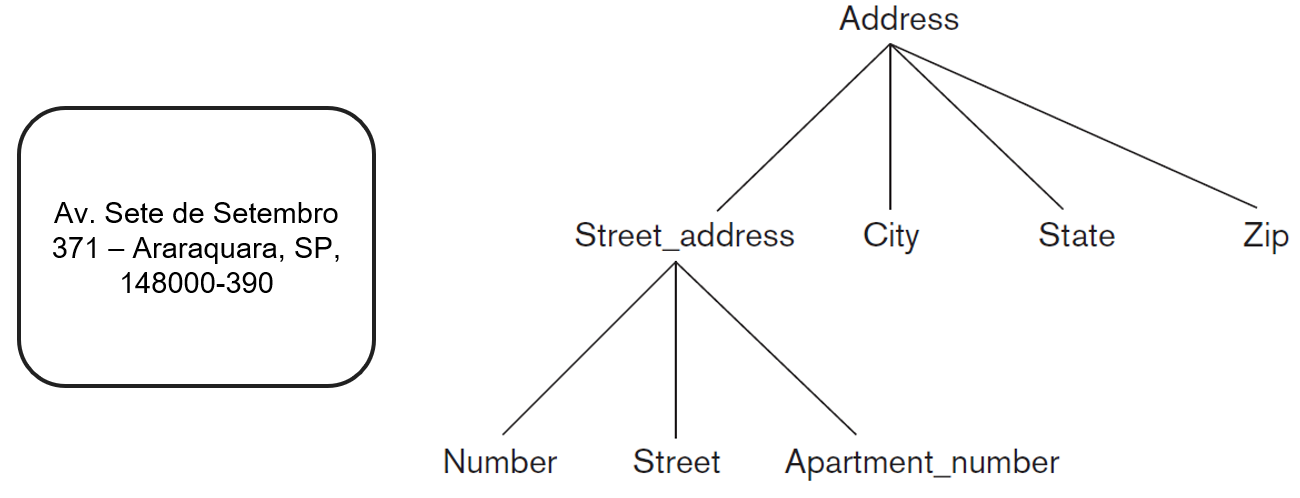 Address
Av. Sete de Setembro
371 – Araraquara, SP,
148000-390
Street_address City State Zip
Number Street Apartment_number